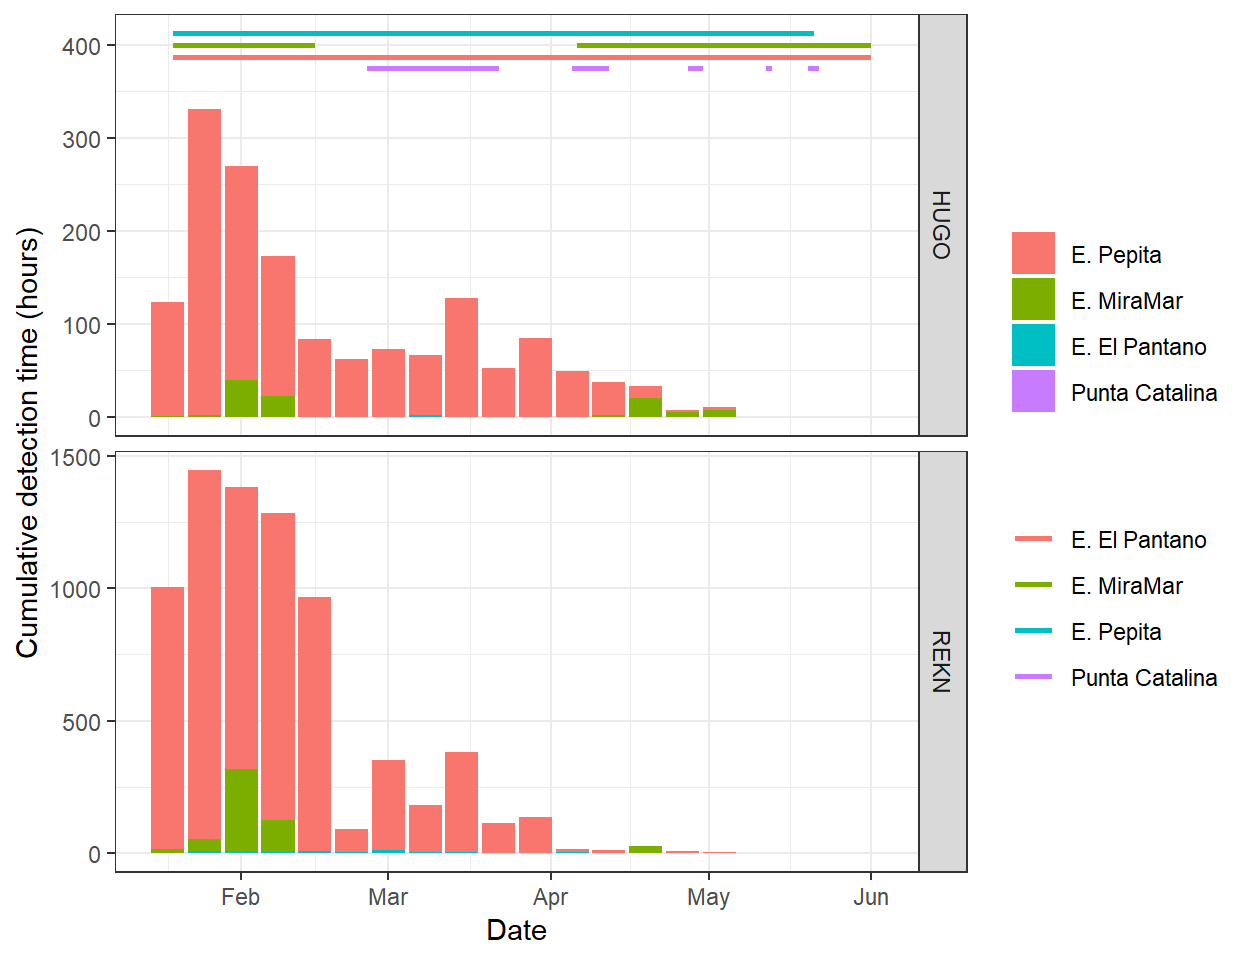 Cumulative detection time (hours)
400
300
200
100
0
HUGO
1500
1000
500
0
REKN
Feb Mar Apr May Jun
Date
E. Pepita
E. MiraMar
E. El Pantano
Punta Catalina
E. El Pantano
E. MiraMar
E. Pepita
Punta Catalina